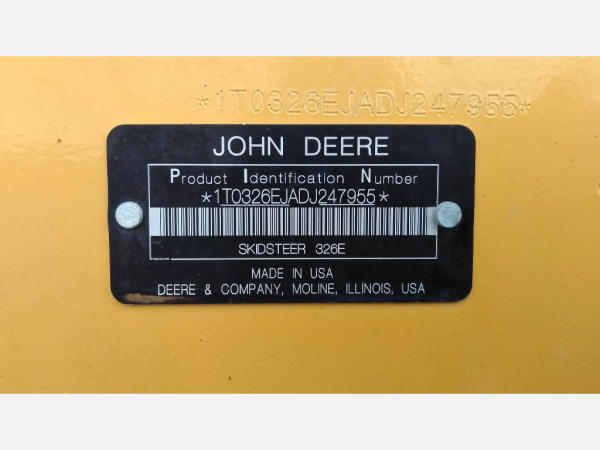 *1T0326EJADJ247955*
JOHN DEERE
Product Identification Number
*1T0326EJADJ247955*
SKIDSTEER 326E
MADE IN USA
DEERE & COMPANY, MOLINE, ILLINOIS, USA